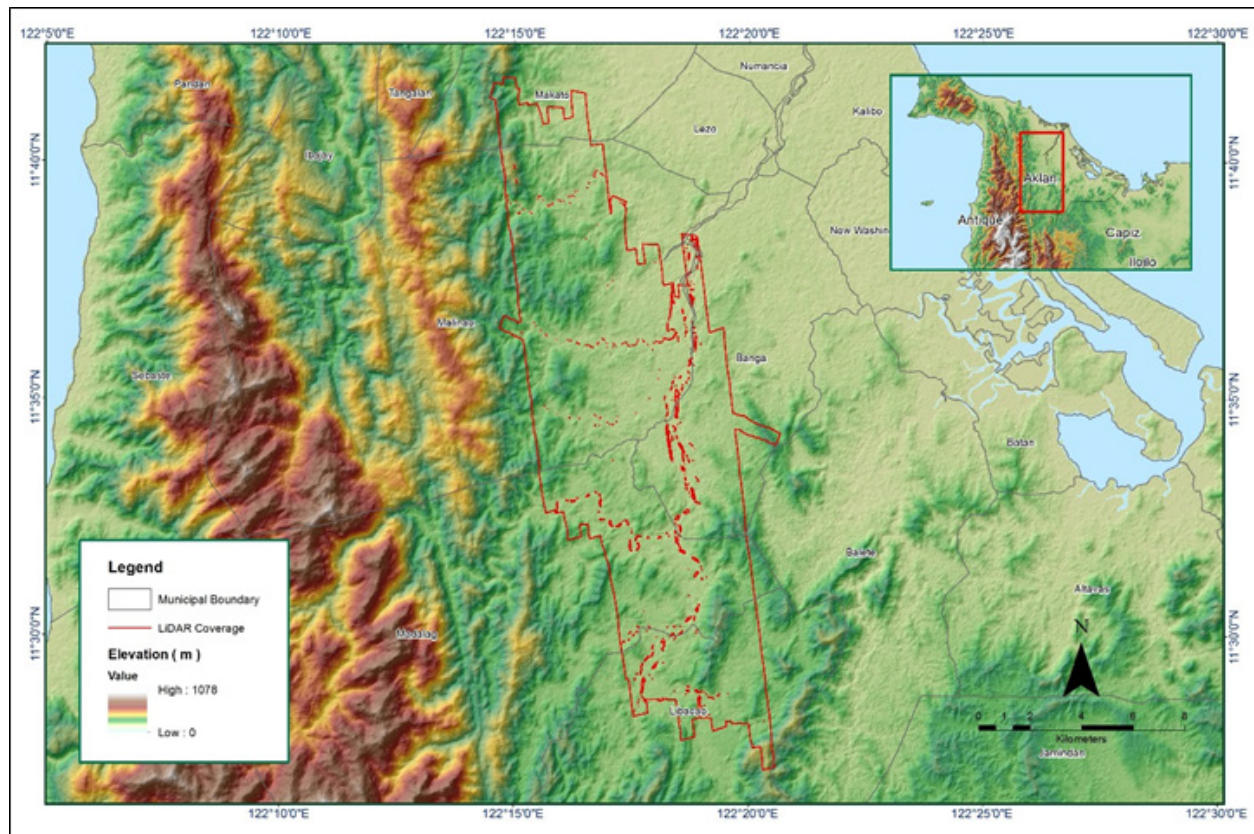 122°5'0"E 122°10'0"E 122°15'0"E 122°20'0"E 122°25'0"E 122°30'0"E
Numancia
Pandan
Tangalan
Makato
Kalibo
Lezo
Ibajay
11°40'0"N
11°40'0"N
Aklan
Antique
Capiz
Iloilo
New Washin
Malinao
Banga
Sebaste
11°35'0"N
11°35'0"N
Batan
Balete
Altavas
Madalag
11°30'0"N
11°30'0"N
Libacao
Jamindan
Legend
Municipal Boundary
LiDAR Coverage
Elevation ( m )
Value
High : 1078
Low : 0
N
0 1 2 4 6 8
Kilometers
122°10'0"E 122°15'0"E 122°20'0"E 122°25'0"E 122°30'0"E